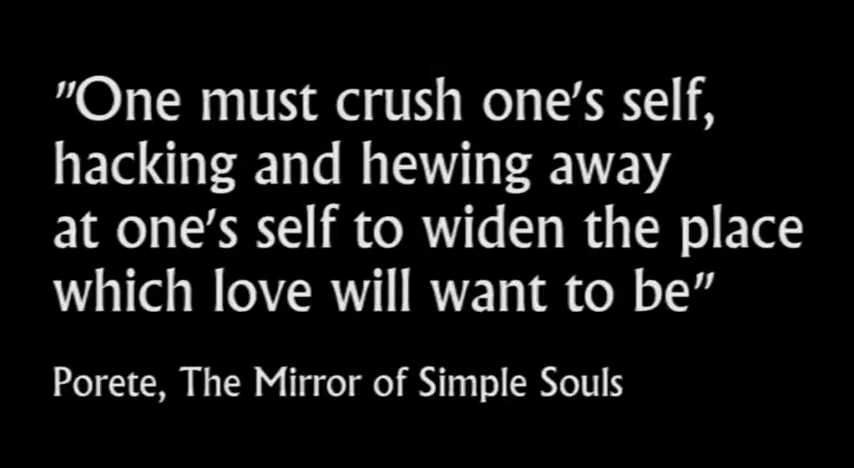 "One must crush one's self,
hacking and hewing away
at one's self to widen the place
which love will want to be"
Porete, The Mirror of Simple Souls